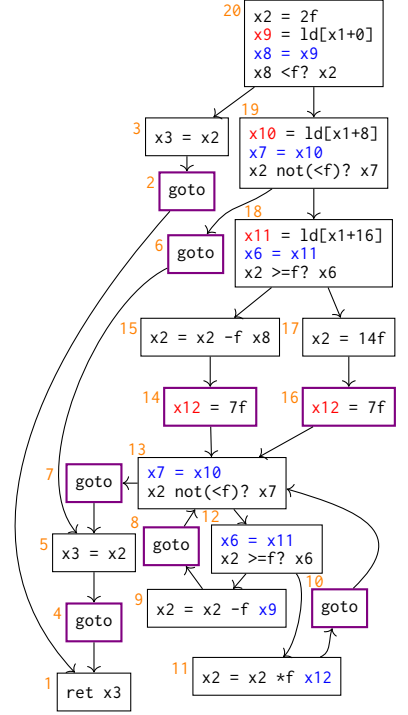 20
x2 = 2f
x9 = ld[x1+0]
x8 = x9
x8 <f? x2
3
x3 = x2
19
x10 = ld[x1+8]
x7 = x10
x2 not(<f)? x7
2
goto
18
x11 = ld[x1+16]
x6 = x11
x2 >=f? x6
6
goto
15
x2 = x2 -f x8
17
x2 = 14f
14
x12 = 7f
16
x12 = 7f
13
x7 = x10
x2 not(<f)? x7
7
goto
8
goto
12
x6 = x11
x2 >=f? x6
5
x3 = x2
9
x2 = x2 -f x9
10
goto
4
goto
11
x2 = x2 *f x12
1
ret x3